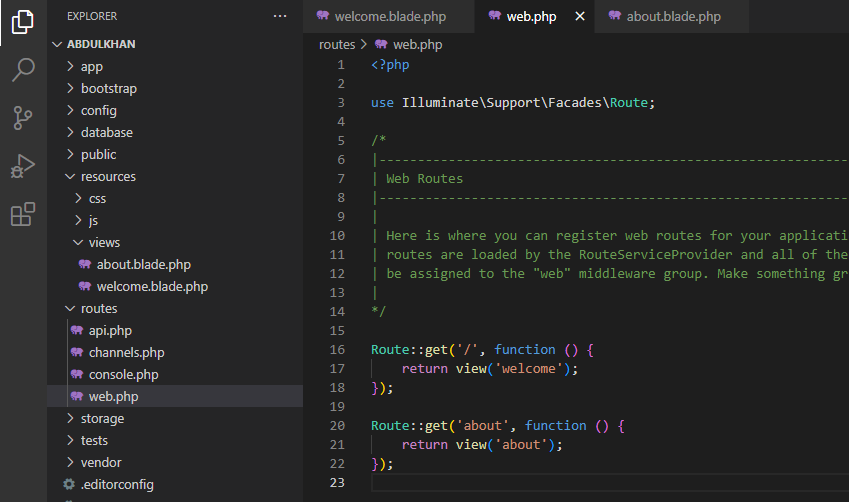 EXPLORER
ABDULKHAN
app
bootstrap
config
database
public
resources
css
js
views
about.blade.php
welcome.blade.php
routes
api.php
channels.php
console.php
web.php
storage
tests
vendor
.editorconfig
welcome.blade.php
web.php
about.blade.php
routes > web.php
1 <?php
2
3 use Illuminate\Support\Facades\Route;
4
5 /*
6 |-------------------------------------------------------------
7 | Web Routes
8 |-------------------------------------------------------------
9 |
10 | Here is where you can register web routes for your applicati
11 | routes are loaded by the RouteServiceProvider and all of the
12 | be assigned to the "web" middleware group. Make something gr
13 |
14 */
15
16 Route::get('/', function () {
17     return view('welcome');
18 });
19
20 Route::get('about', function () {
21     return view('about');
22 });
23